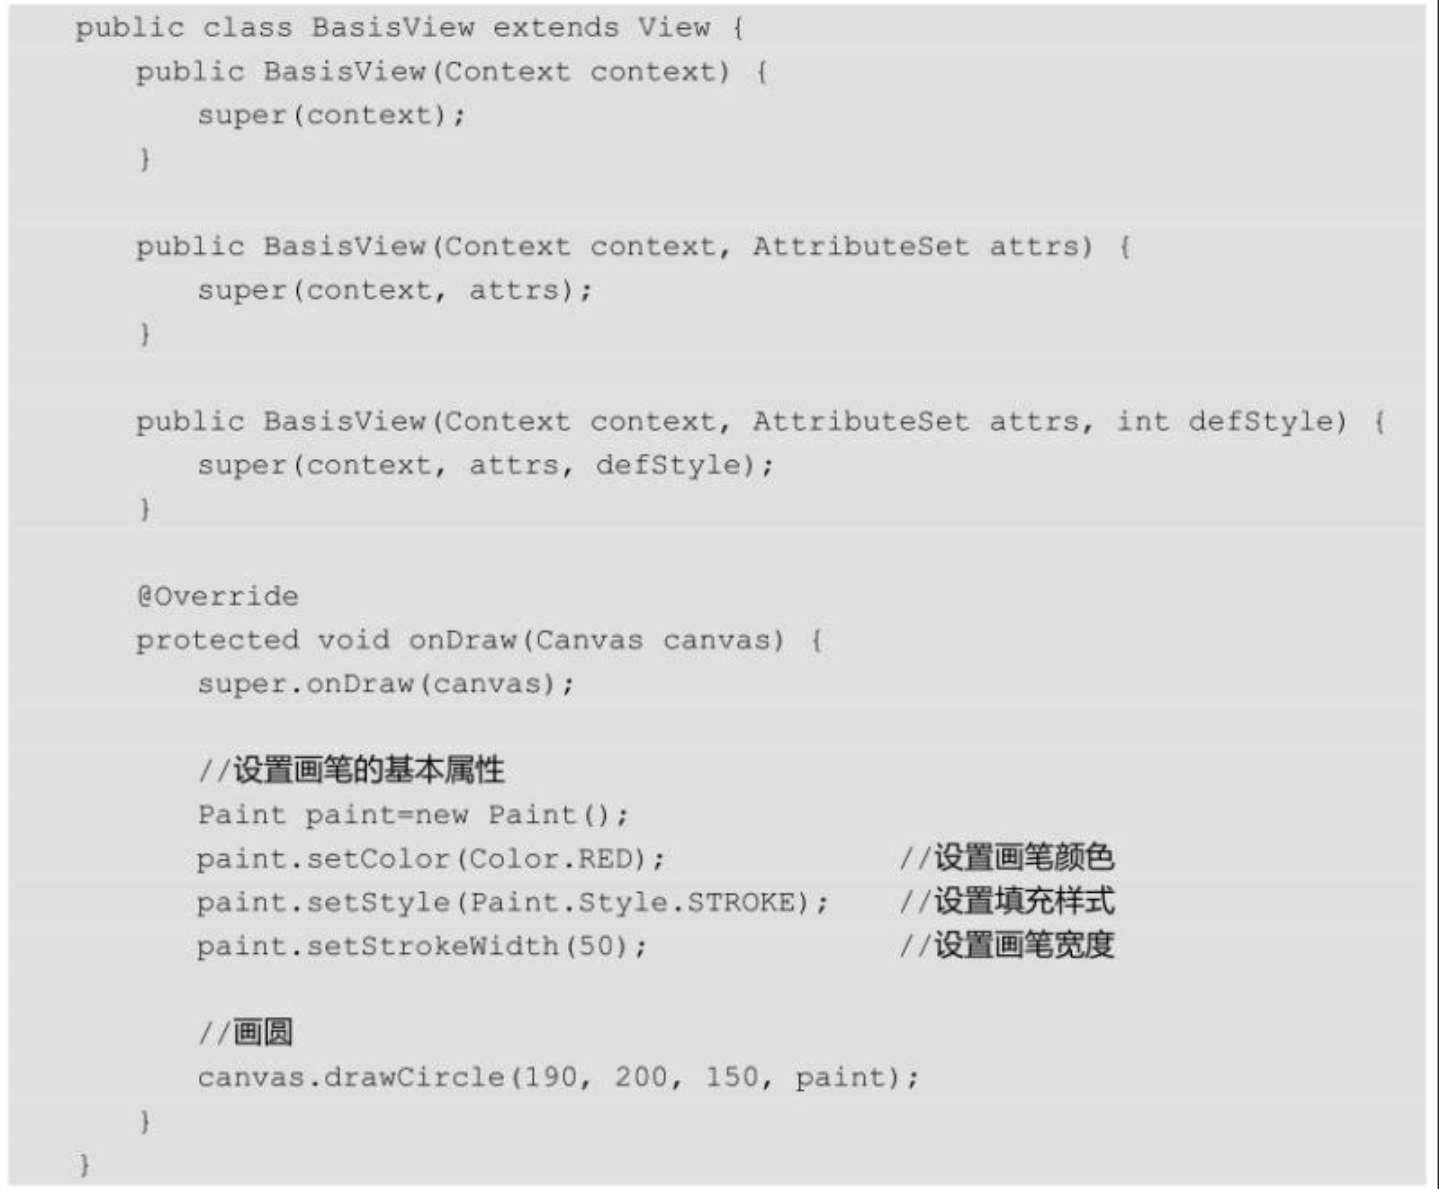 public class BasisView extends View {
public BasisView(Context context) {
super(context);
}
public BasisView(Context context, AttributeSet attrs) {
super(context, attrs);
}
public BasisView(Context context, AttributeSet attrs, int defStyle) {
super(context, attrs, defStyle);
}
@Override
protected void onDraw(Canvas canvas) {
super.onDraw(canvas);
//设置画笔的基本属性
Paint paint=new Paint();
paint.setColor(Color.RED); //设置画笔颜色
paint.setStyle(Paint.Style.STROKE); //设置填充样式
paint.setStrokeWidth(50); //设置画笔宽度
//画圆
canvas.drawCircle(190, 200, 150, paint);
}
}